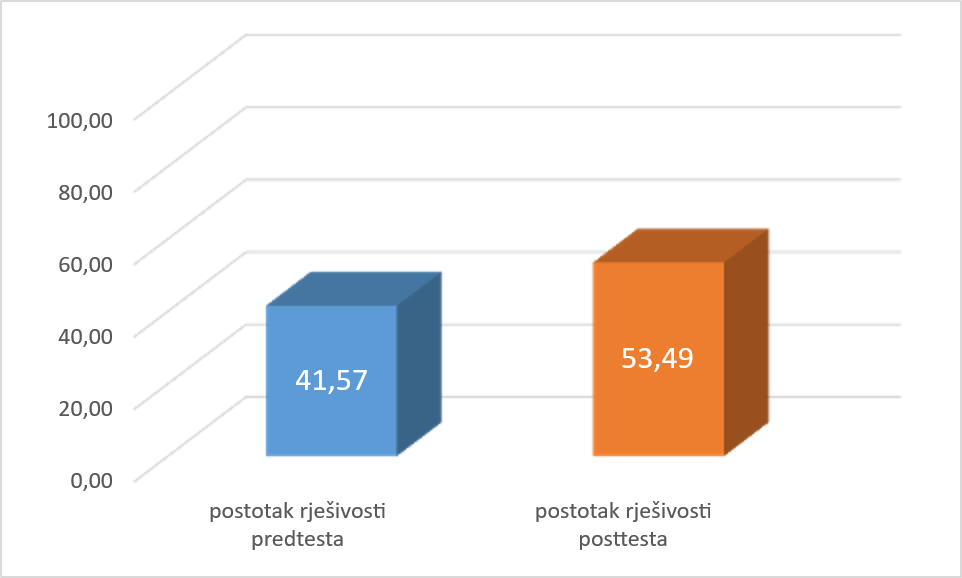 100,00
80,00
60,00
40,00
20,00
0,00
41,57
53,49
postotak rješivosti
predtesta
postotak rješivosti
posttesta